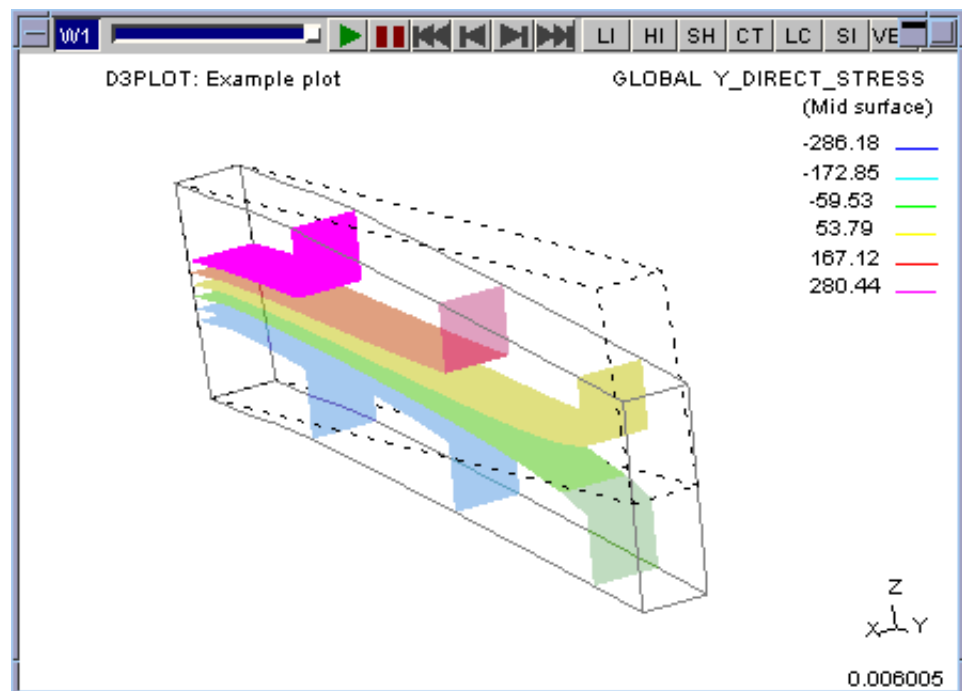 W1 LI HI SH CT LC SI VE
D3PLOT: Example plot
GLOBAL Y_DIRECT_STRESS
(Mid surface)
-286.18
-172.85
-59.53
53.79
167.12
280.44
Z
X Y
0.006005